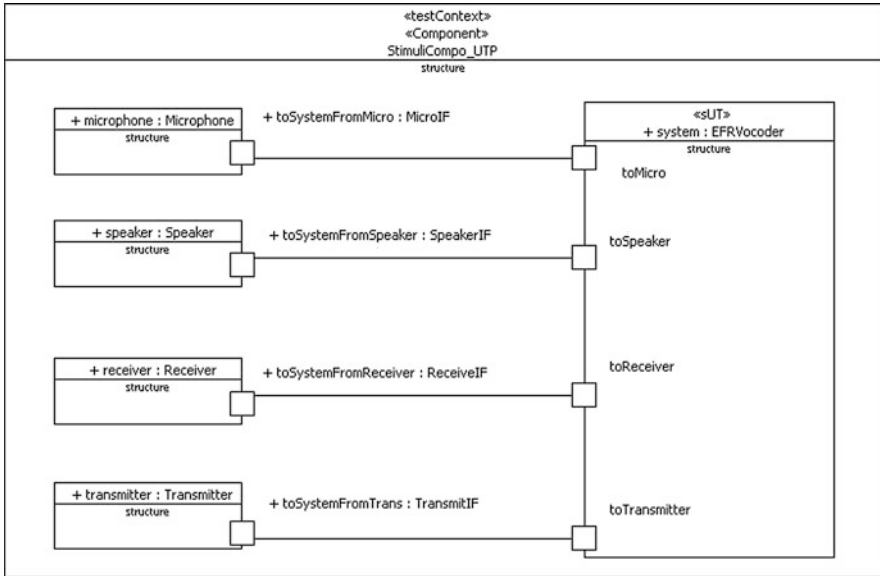 «testContext»
«Component»
StimuliCompo_UTP
structure
+ microphone : Microphone
structure
+ toSystemFromMicro : MicroIF
«sUT»
+ system : EFRVocoder
structure
toMicro
+ speaker : Speaker
structure
+ toSystemFromSpeaker : SpeakerIF
toSpeaker
+ receiver : Receiver
structure
+ toSystemFromReceiver : ReceiveIF
toReceiver
+ transmitter : Transmitter
structure
+ toSystemFromTrans : TransmitIF
toTransmitter